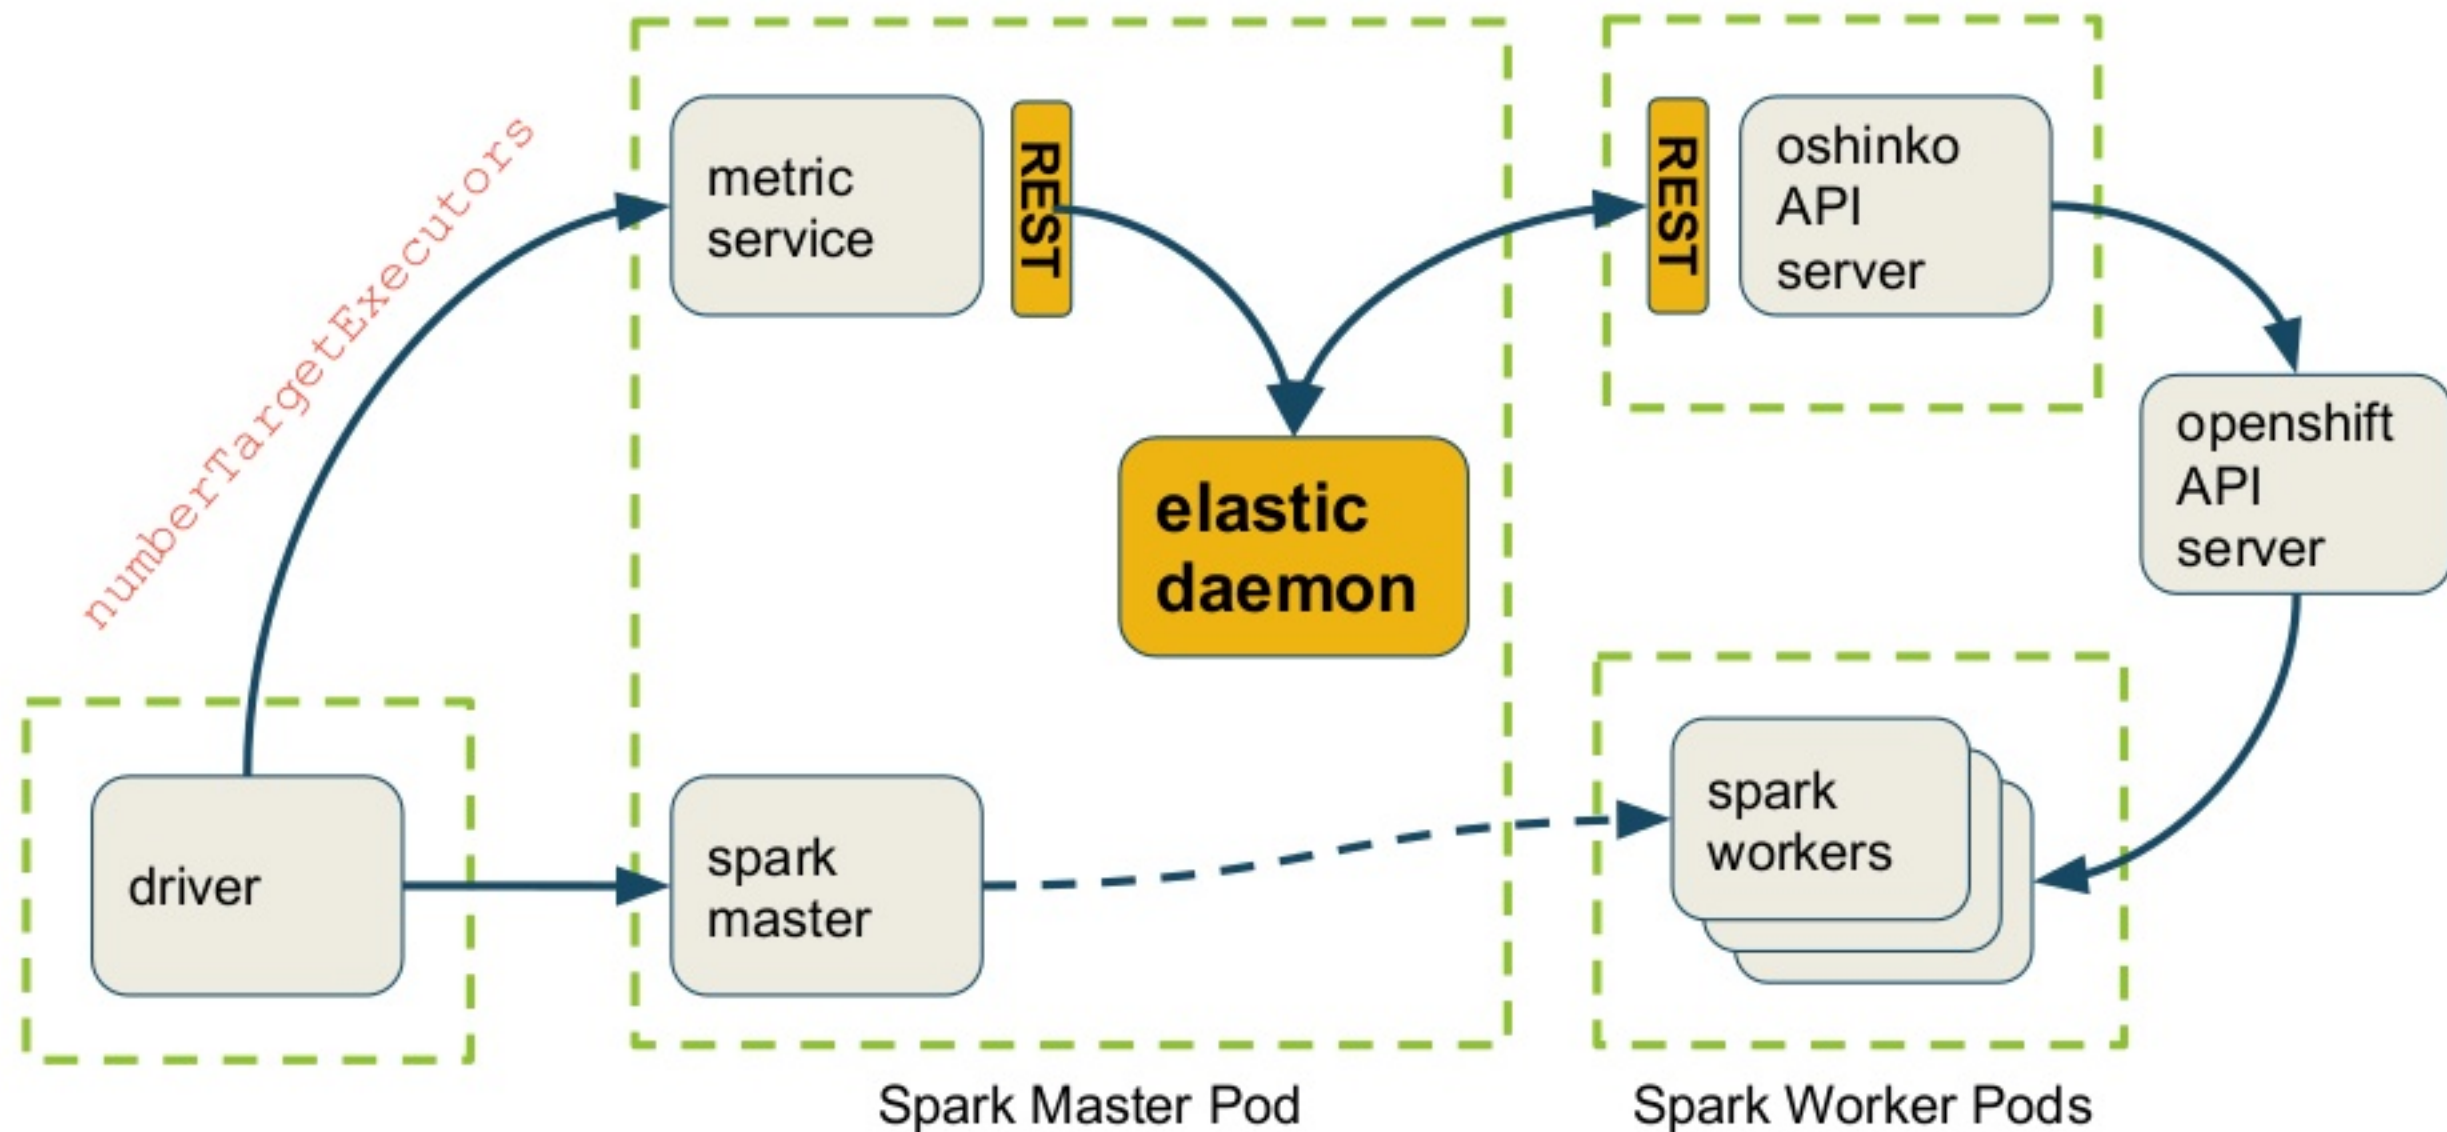 numberTargetExecutors
metric
service
REST
REST
oshinko
API
server
elastic
daemon
openshift
API
server
driver
spark
master
spark
workers
Spark Master Pod
Spark Worker Pods